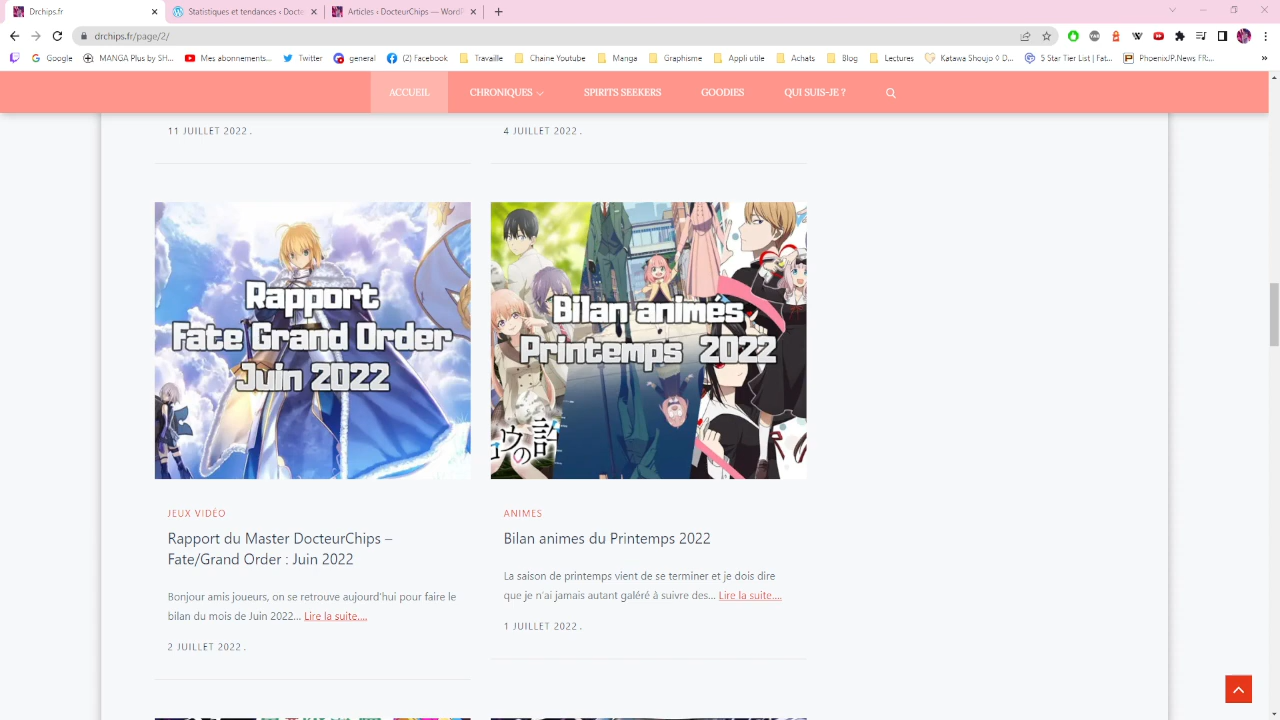 Drchips.fr
Statistiques et tendances ‹ Docte
Articles ‹ DocteurChips — WordP
drchips.fr/page/2/
Google
MANGA Plus by SH...
Mes abonnements...
Twitter
general
(2) Facebook
Travaille
Chaine Youtube
Manga
Graphisme
Appli utile
Achats
Blog
Lectures
Katawa Shoujo ◊ D...
5 Star Tier List | Fat...
PhoenixJP.News FR:...
ACCUEIL
CHRONIQUES
SPIRITS SEEKERS
GOODIES
QUI SUIS-JE ?
11 JUILLET 2022 .
4 JUILLET 2022 .
Rapport
Fate Grand Order
Juin 2022
Bilan animés
Printemps 2022
JEUX VIDÉO
Rapport du Master DocteurChips –
Fate/Grand Order : Juin 2022
Bonjour amis joueurs, on se retrouve aujourd'hui pour faire le
bilan du mois de Juin 2022... Lire la suite....
2 JUILLET 2022 .
ANIMES
Bilan animes du Printemps 2022
La saison de printemps vient de se terminer et je dois dire
que je n'ai jamais autant galéré à suivre des... Lire la suite....
1 JUILLET 2022 .